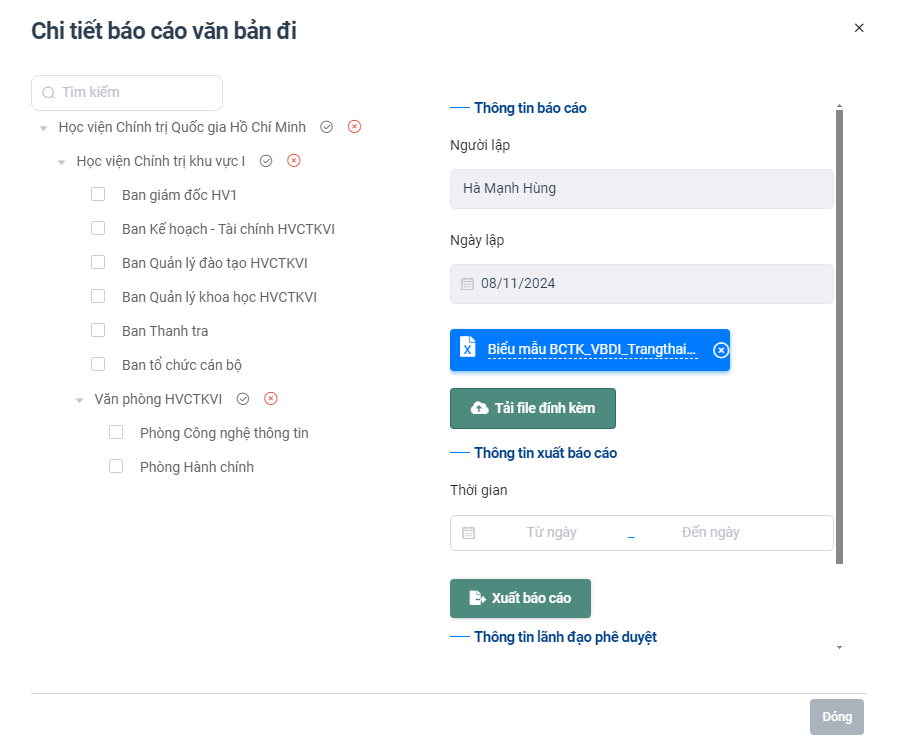 Chi tiết báo cáo văn bản đi
Tìm kiếm
Học viện Chính trị Quốc gia Hồ Chí Minh
Học viện Chính trị khu vực I
Ban giám đốc HV1
Ban Kế hoạch - Tài chính HVCTKVI
Ban Quản lý đào tạo HVCTKVI
Ban Quản lý khoa học HVCTKVI
Ban Thanh tra
Ban tổ chức cán bộ
Văn phòng HVCTKVI
Phòng Công nghệ thông tin
Phòng Hành chính
Thông tin báo cáo
Người lập
Hà Mạnh Hùng
Ngày lập
08/11/2024
Biểu mẫu BCTK_VBDI_Trangthai...
Tải file đính kèm
Thông tin xuất báo cáo
Thời gian
Từ ngày _ Đến ngày
Xuất báo cáo
Thông tin lãnh đạo phê duyệt
Đóng